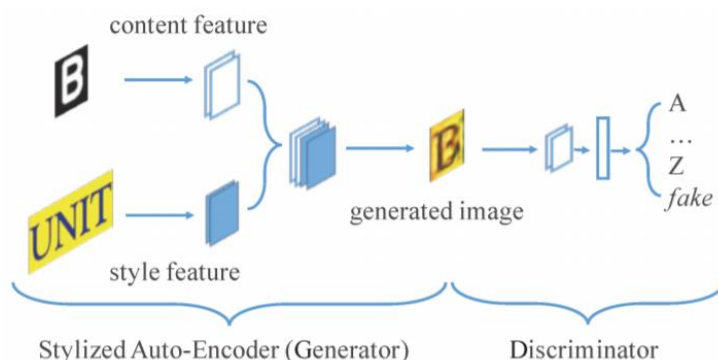 content feature
B
A
...
Z
fake
B
generated image
UNIT
style feature
Stylized Auto-Encoder (Generator)
Discriminator